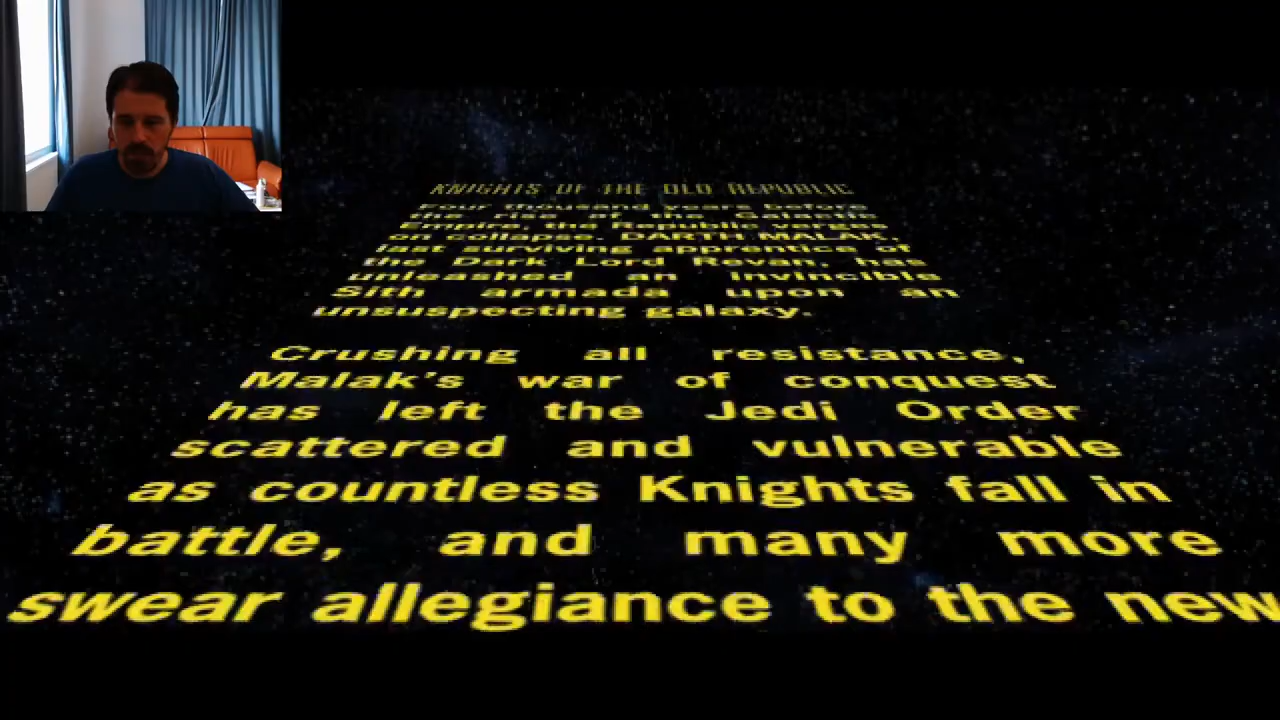 KNIGHTS OF THE OLD REPUBLIC
Four thousand years before
the rise of the Galactic
Empire, the Republic verges
on collapse. DARTH MALAK,
last surviving apprentice of
the Dark Lord Revan, has
unleashed an invincible
Sith armada upon an
unsuspecting galaxy.
Crushing all resistance,
Malak's war of conquest
has left the Jedi Order
scattered and vulnerable
as countless Knights fall in
battle, and many more
swear allegiance to the new